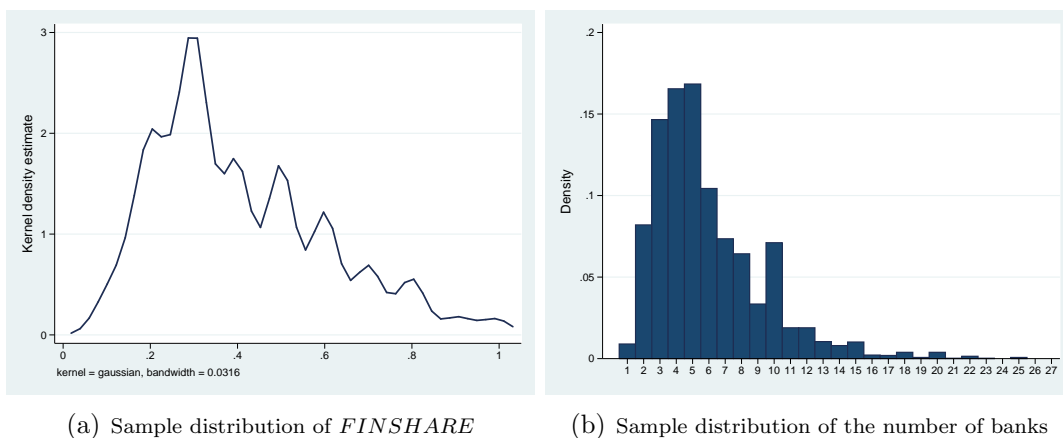 Kernel density estimate
3
2
1
0
0 .2 .4 .6 .8 1
kernel = gaussian, bandwidth = 0.0316
(a) Sample distribution of FINSHARE
Density
.2
.15
.1
.05
0
1 2 3 4 5 6 7 8 9 10 11 12 13 14 15 16 17 18 19 20 21 22 23 24 25 26 27
(b) Sample distribution of the number of banks